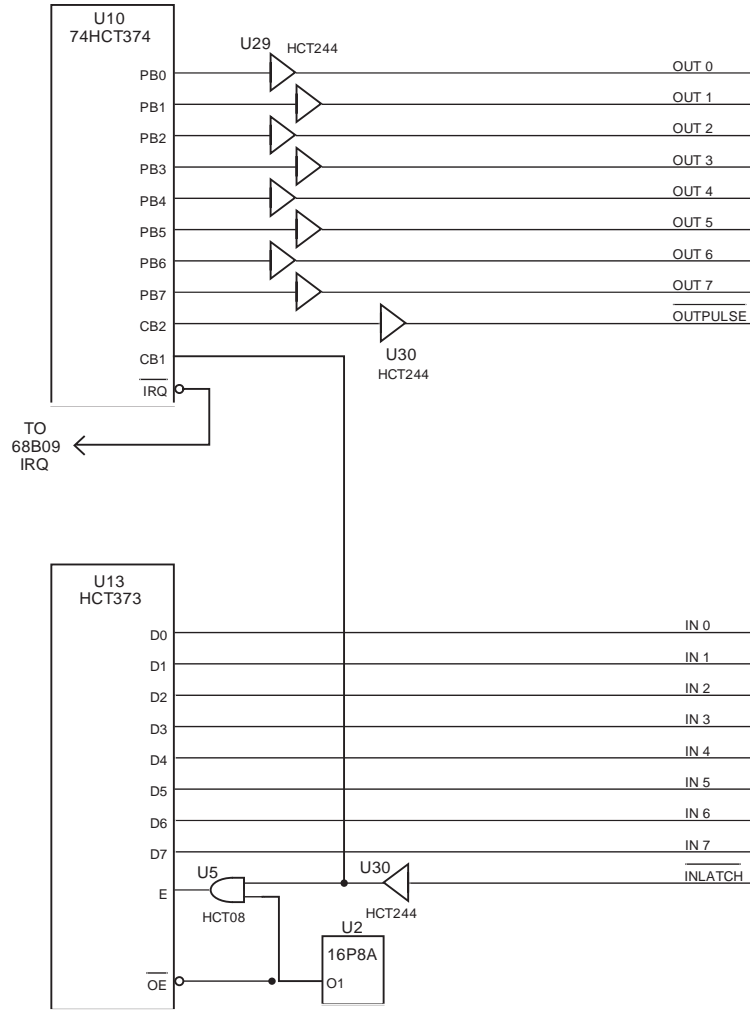 U10
74HCT374
U29 HCT244
PB0 OUT 0
PB1 OUT 1
PB2 OUT 2
PB3 OUT 3
PB4 OUT 4
PB5 OUT 5
PB6 OUT 6
PB7 OUT 7
CB2 OUTPULSE
CB1
U30
HCT244
IRQ
TO
68B09
IRQ
U13
HCT373
D0 IN 0
D1 IN 1
D2 IN 2
D3 IN 3
D4 IN 4
D5 IN 5
D6 IN 6
D7 IN 7
U5 U30
E INLATCH
HCT08 HCT244
U2
16P8A
OE O1